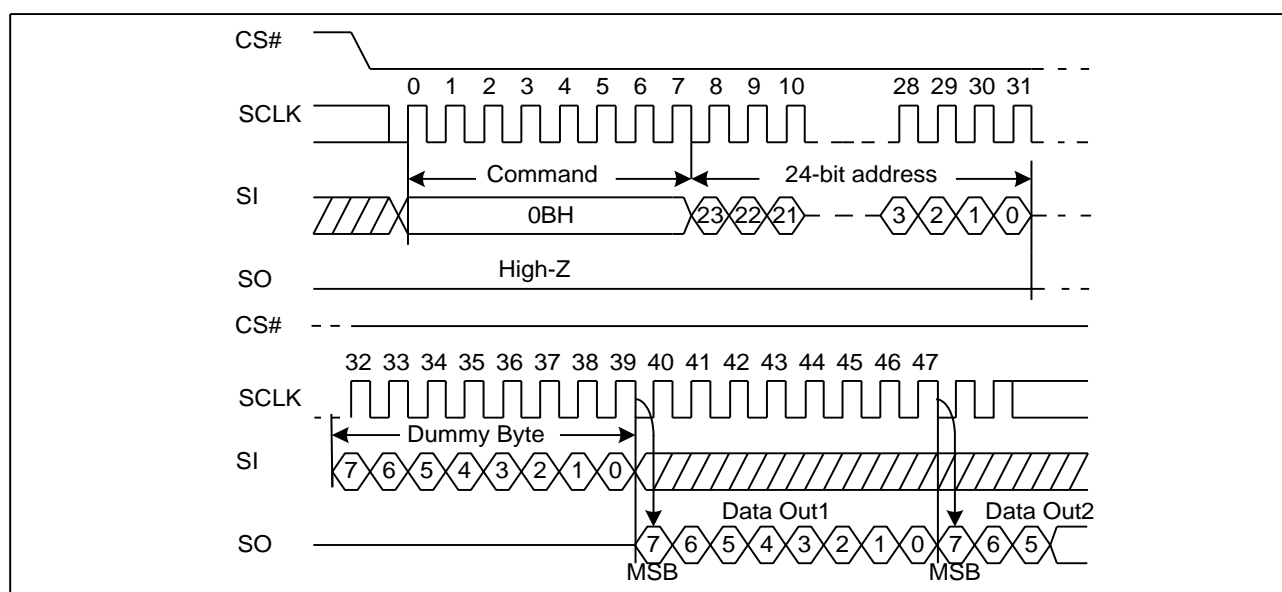 CS#
0 1 2 3 4 5 6 7 8 9 10 28 29 30 31
SCLK
Command 24-bit address
SI
0BH 23 22 21 3 2 1 0
High-Z
SO
CS#
32 33 34 35 36 37 38 39 40 41 42 43 44 45 46 47
SCLK
Dummy Byte
SI
7 6 5 4 3 2 1 0
Data Out1 Data Out2
SO
7 6 5 4 3 2 1 0 7 6 5
MSB MSB